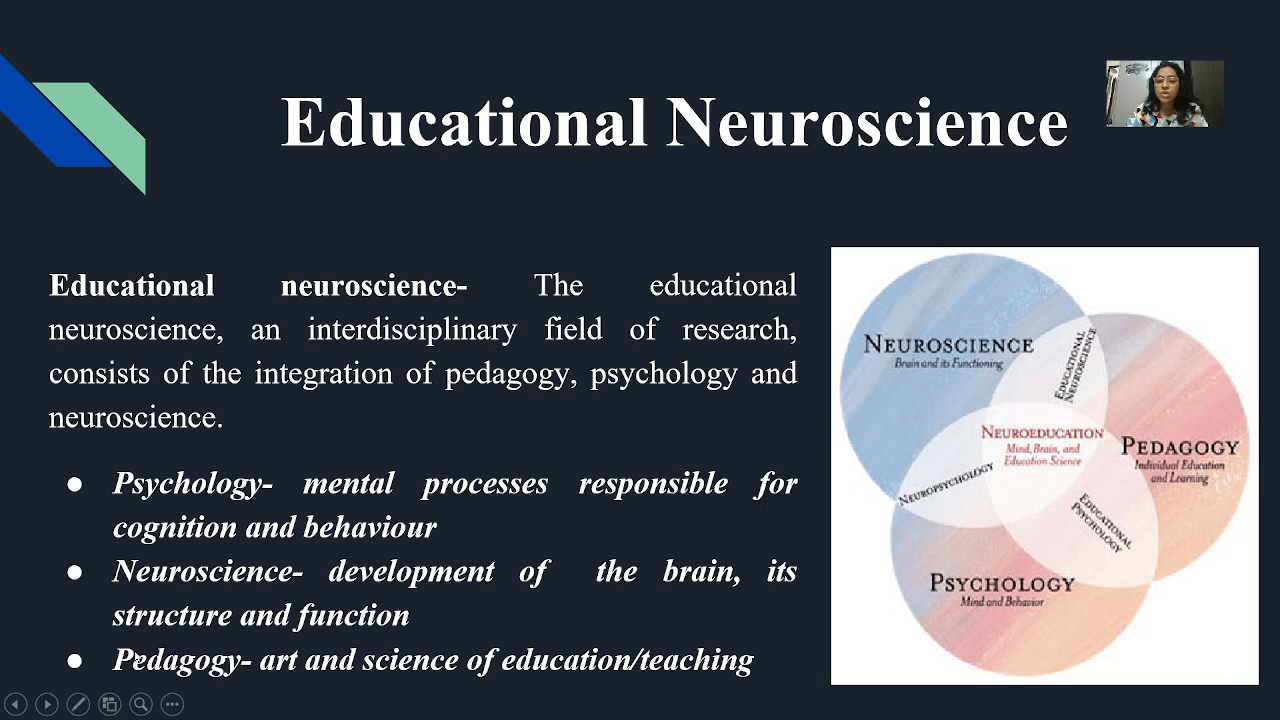 Educational Neuroscience
Educational neuroscience- The educational
neuroscience, an interdisciplinary field of research,
consists of the integration of pedagogy, psychology and
neuroscience.
● Psychology- mental processes responsible for
cognition and behaviour
● Neuroscience- development of the brain, its
structure and function
● Pedagogy- art and science of education/teaching
NEUROSCIENCE
Brain and its Functioning
EDUCATIONAL
NEUROSCIENCE
NEUROEDUCATION
Mind, Brain, and
Education Science
PEDAGOGY
Individual Education
and Learning
NEUROPSYCHOLOGY
EDUCATIONAL
PSYCHOLOGY
PSYCHOLOGY
Mind and Behavior